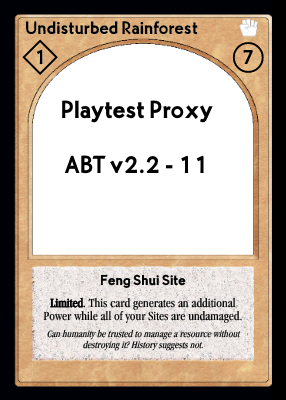 Undisturbed Rainforest
1
7
Playtest Proxy
ABT v2.2 - 11
Feng Shui Site
Limited. This card generates an additional
Power while all of your Sites are undamaged.
Can humanity be trusted to manage a resource without
destroying it? History suggests not.